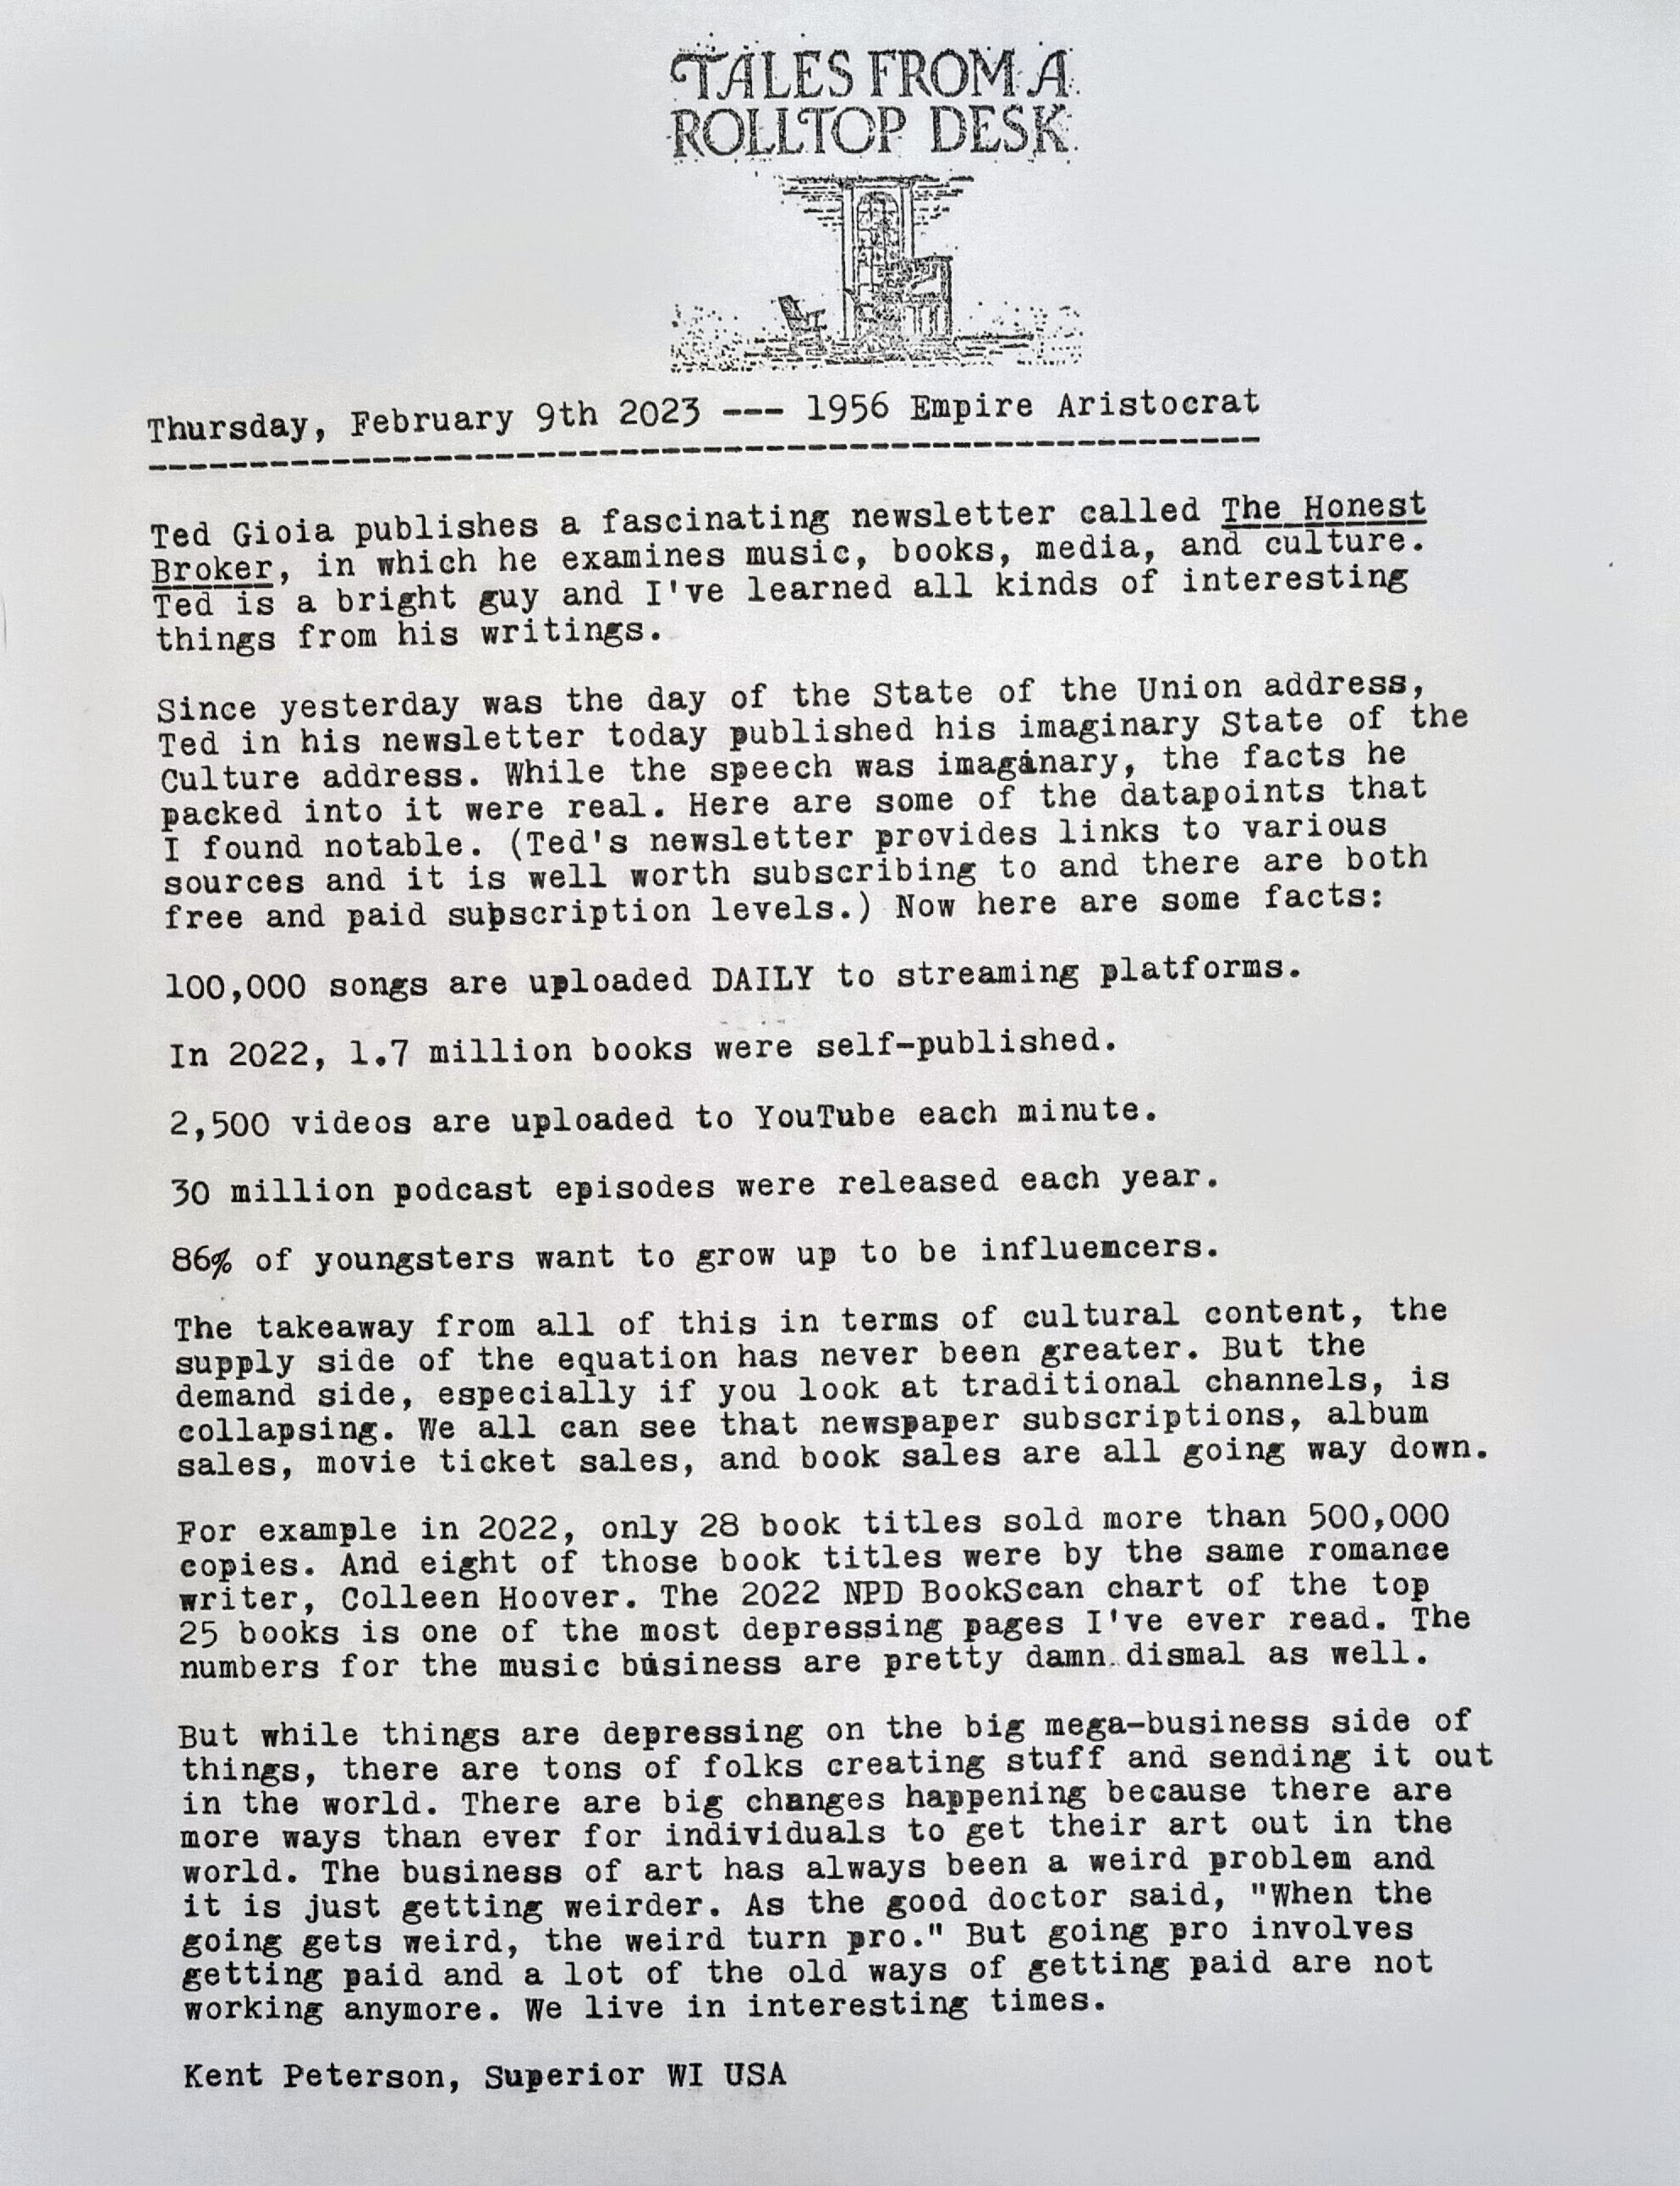 TALES FROM A
ROLLTOP DESK
Thursday, February 9th 2023 --- 1956 Empire Aristocrat
-------------------------------------------------------
Ted Gioia publishes a fascinating newsletter called The Honest
Broker, in which he examines music, books, media, and culture.
Ted is a bright guy and I've learned all kinds of interesting
things from his writings.
Since yesterday was the day of the State of the Union address,
Ted in his newsletter today published his imaginary State of the
Culture address. While the speech was imaginary, the facts he
packed into it were real. Here are some of the datapoints that
I found notable. (Ted's newsletter provides links to various
sources and it is well worth subscribing to and there are both
free and paid subscription levels.) Now here are some facts:
100,000 songs are uploaded DAILY to streaming platforms.
In 2022, 1.7 million books were self-published.
2,500 videos are uploaded to YouTube each minute.
30 million podcast episodes were released each year.
86% of youngsters want to grow up to be influencers.
The takeaway from all of this in terms of cultural content, the
supply side of the equation has never been greater. But the
demand side, especially if you look at traditional channels, is
collapsing. We all can see that newspaper subscriptions, album
sales, movie ticket sales, and book sales are all going way down.
For example in 2022, only 28 book titles sold more than 500,000
copies. And eight of those book titles were by the same romance
writer, Colleen Hoover. The 2022 NPD BookScan chart of the top
25 books is one of the most depressing pages I've ever read. The
numbers for the music business are pretty damn dismal as well.
But while things are depressing on the big mega-business side of
things, there are tons of folks creating stuff and sending it out
in the world. There are big changes happening because there are
more ways than ever for individuals to get their art out in the
world. The business of art has always been a weird problem and
it is just getting weirder. As the good doctor said, "When the
going gets weird, the weird turn pro." But going pro involves
getting paid and a lot of the old ways of getting paid are not
working anymore. We live in interesting times.
Kent Peterson, Superior WI USA